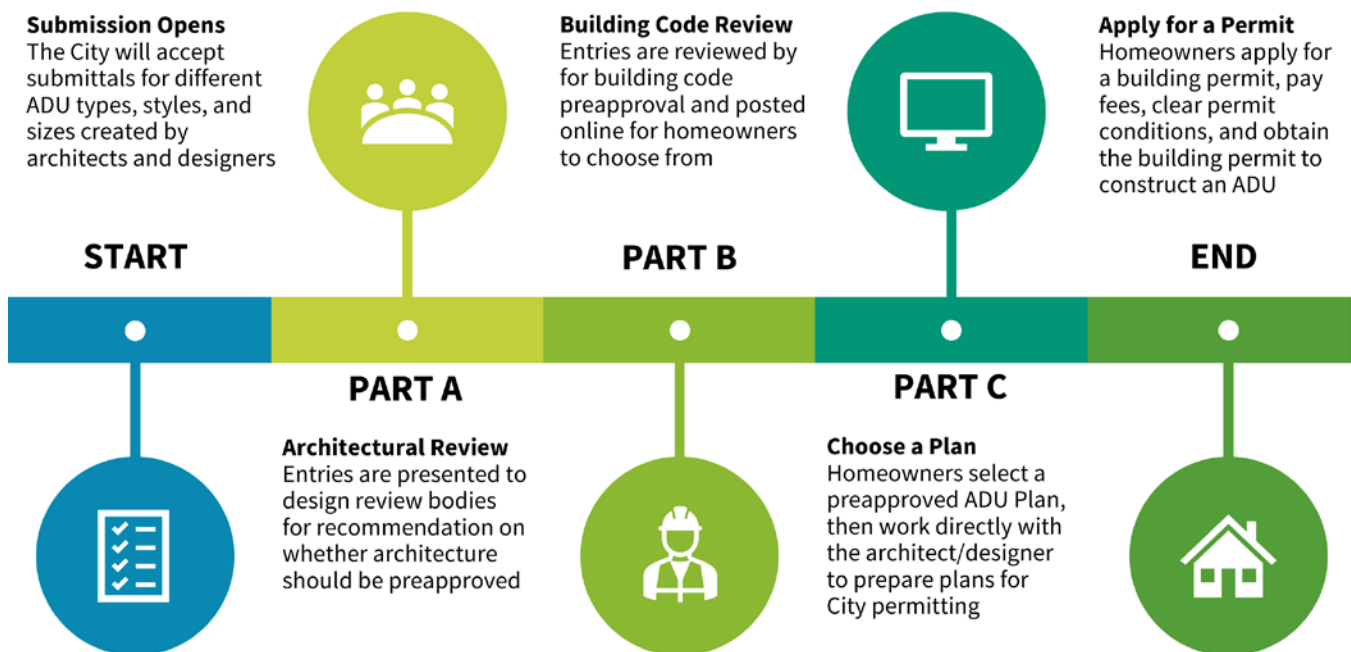 Submission Opens
The City will accept
submittals for different
ADU types, styles, and
sizes created by
architects and designers
START
Architectural Review
Entries are presented to
design review bodies
for recommendation on
whether architecture
should be preapproved
PART A
Building Code Review
Entries are reviewed by
for building code
preapproval and posted
online for homeowners
to choose from
PART B
PART C
Choose a Plan
Homeowners select a
preapproved ADU Plan,
then work directly with
the architect/designer
to prepare plans for
City permitting
Apply for a Permit
Homeowners apply for
a building permit, pay
fees, clear permit
conditions, and obtain
the building permit to
construct an ADU
END